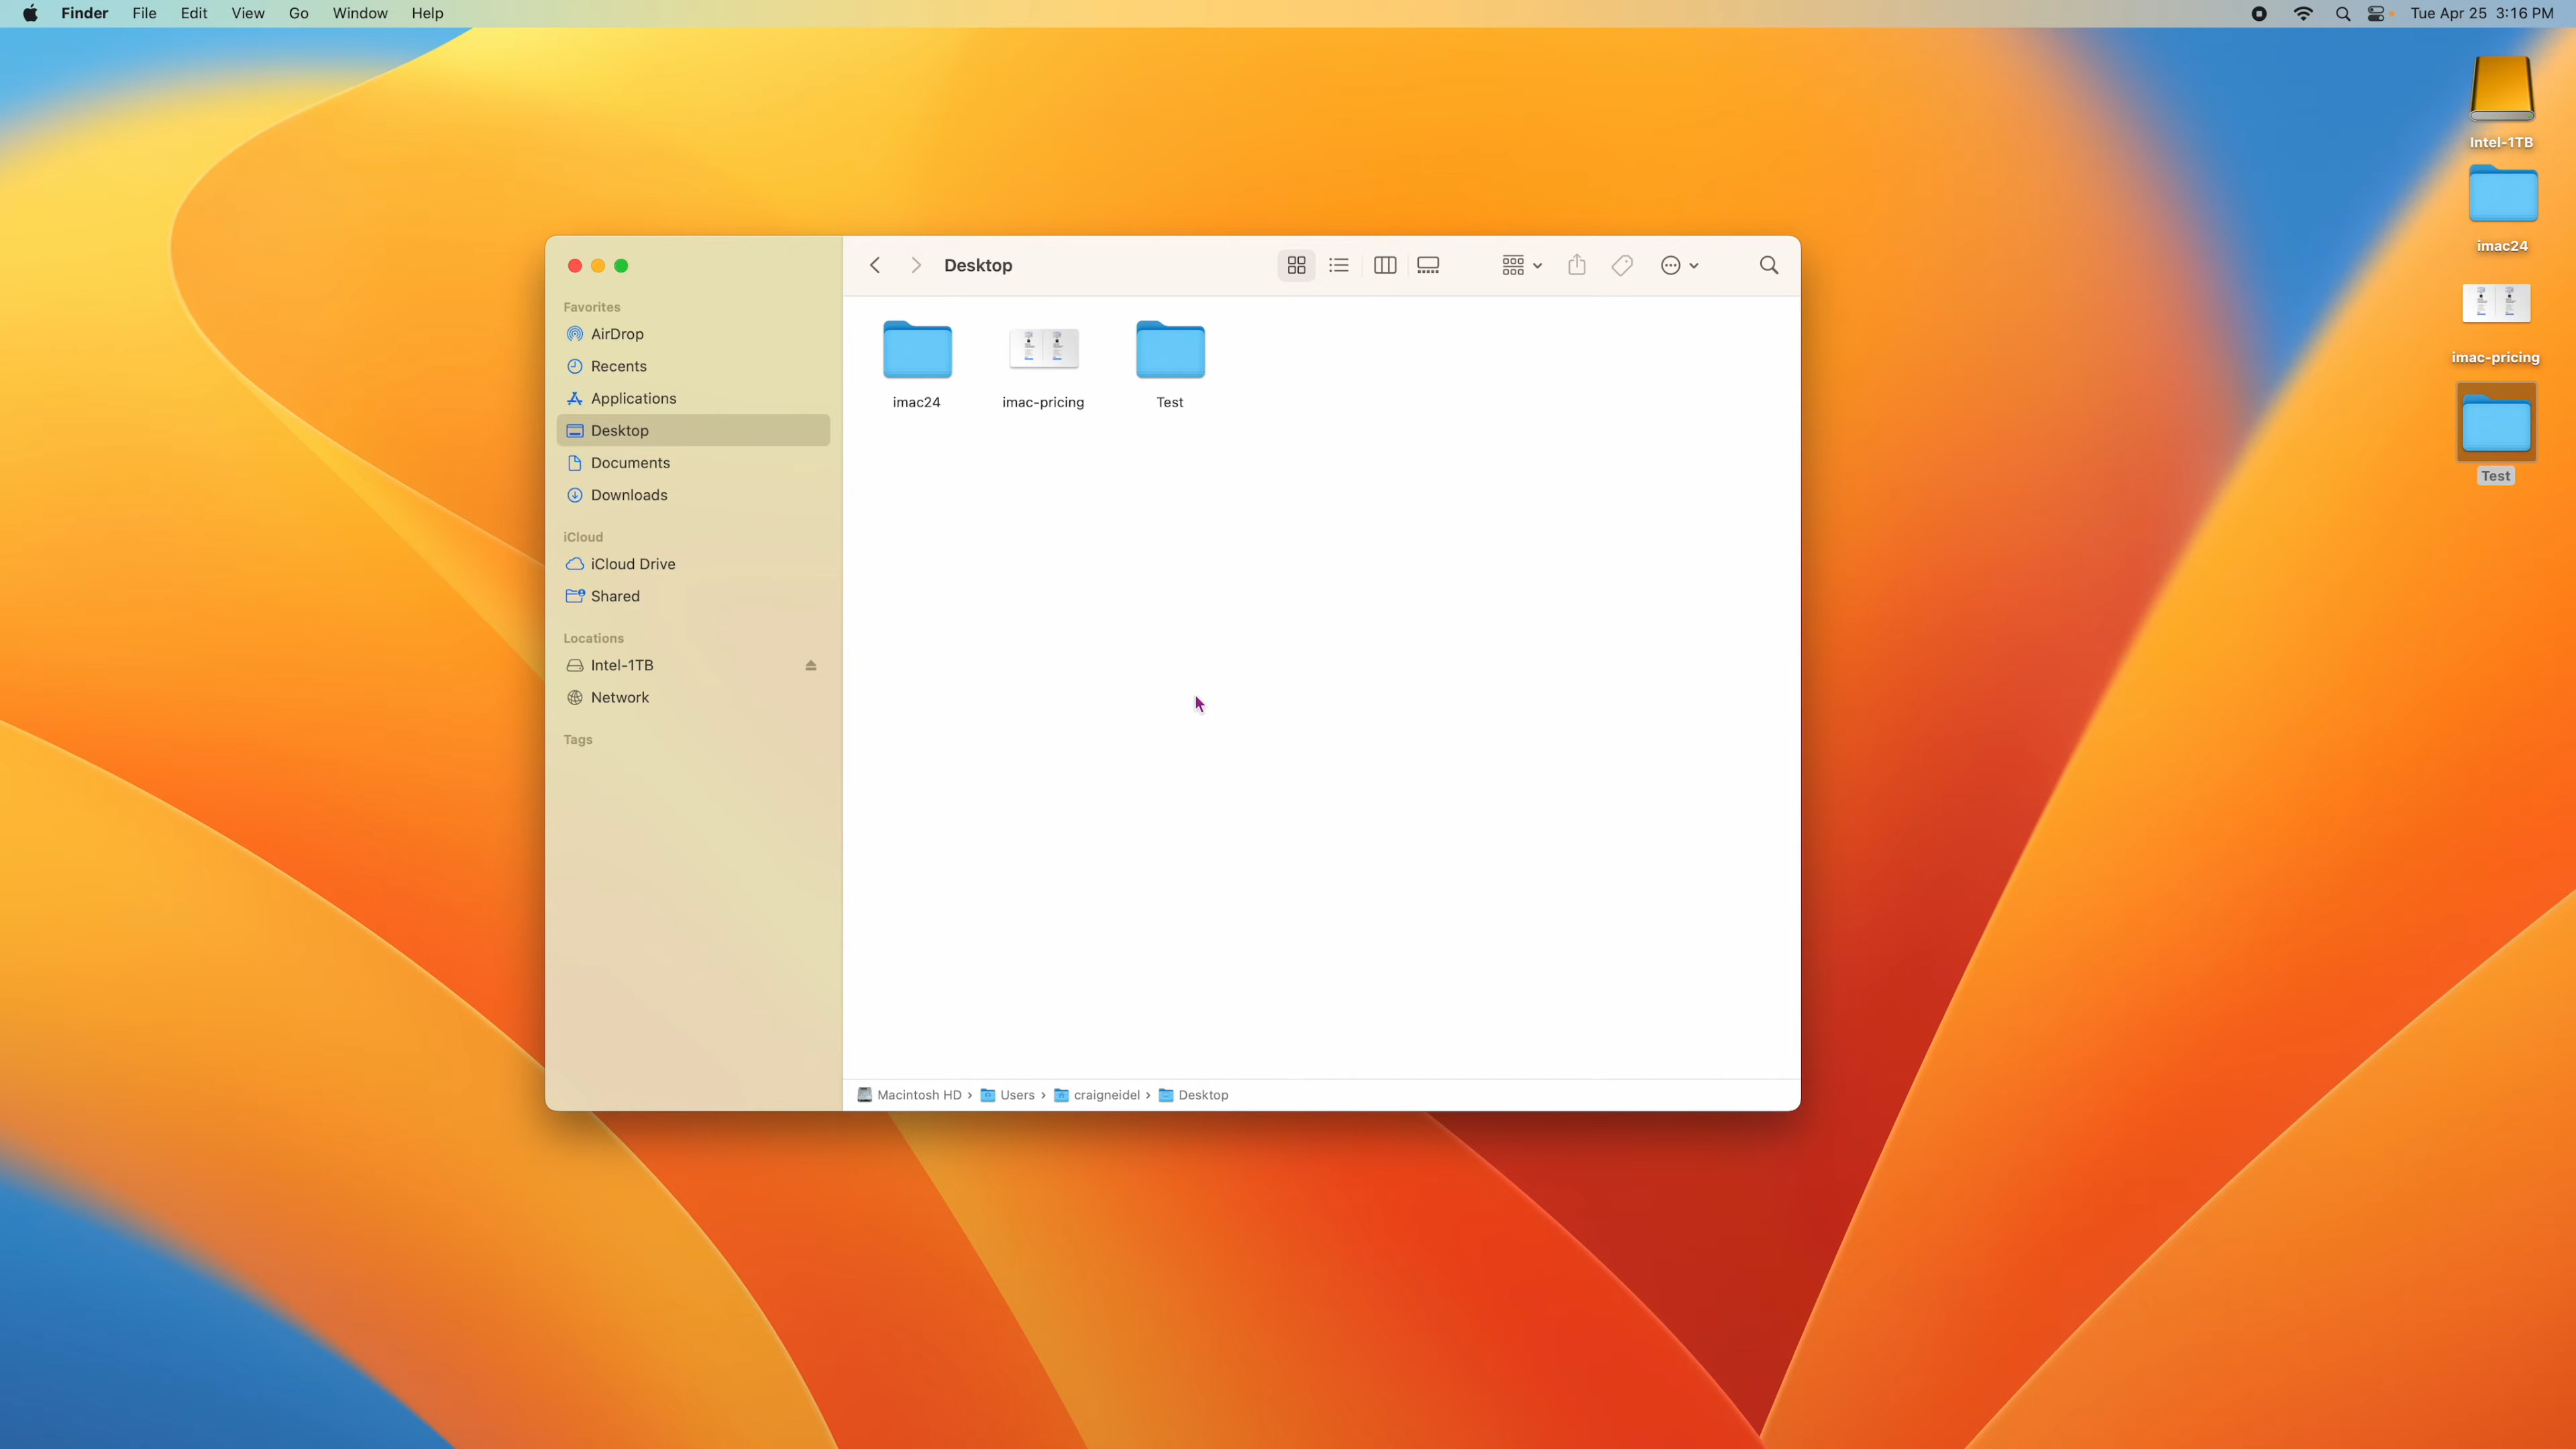 Finder File Edit View Go Window Help Tue Apr 25 3:16 PM
Intel-1TB
imac24
imac-pricing
Test
Desktop
Favorites
AirDrop
Recents
Applications
Desktop
Documents
Downloads
iCloud
iCloud Drive
Shared
Locations
Intel-1TB
Network
Tags
imac24 imac-pricing Test
Macintosh HD › Users › craigneidel › Desktop